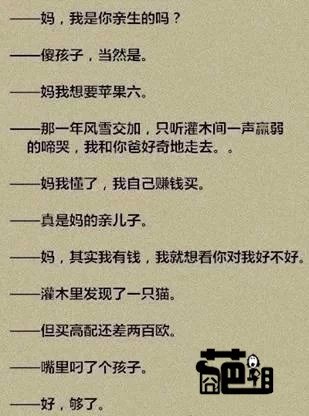 ——妈，我是你亲生的吗？
——傻孩子，当然是。
——妈我想要苹果六。
——那一年风雪交加，只听灌木间一声羸弱
的啼哭，我和你爸好奇地走去。。
——妈我懂了，我自己赚钱买。
——真是妈的亲儿子。
——妈，其实我有钱，我就想看你对我好不好。
——灌木里发现了一只猫。
——但买高配还差两百欧。
——嘴里叼了个孩子。
——好，够了。